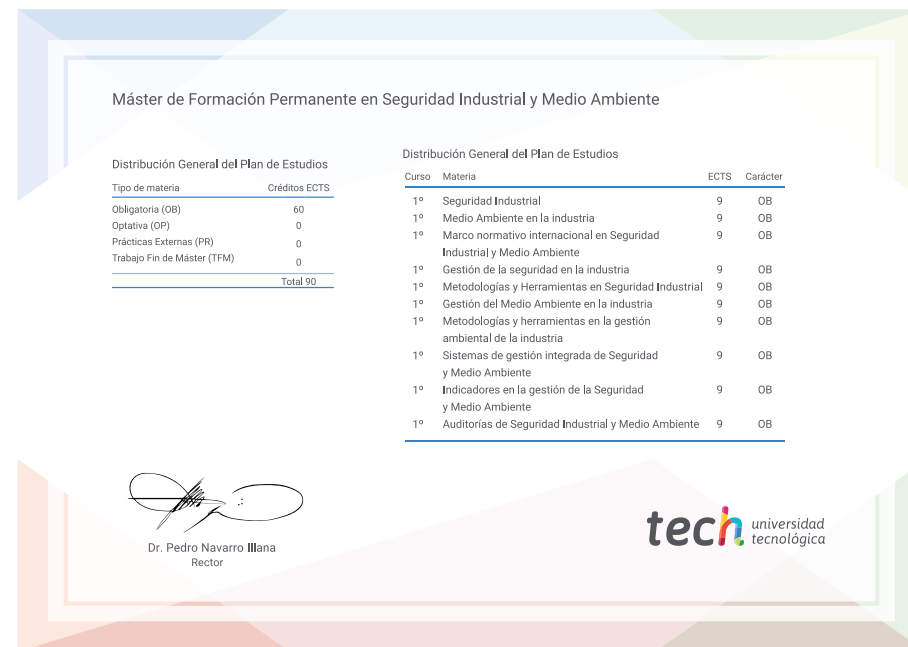 Máster de Formación Permanente en Seguridad Industrial y Medio Ambiente
Distribución General del Plan de Estudios
Tipo de materia Créditos ECTS
Obligatoria (OB) 60
Optativa (OP) 0
Prácticas Externas (PR) 0
Trabajo Fin de Máster (TFM) 0
Total 90
Distribución General del Plan de Estudios
Curso Materia ECTS Carácter
1º Seguridad Industrial 9 OB
1º Medio Ambiente en la industria 9 OB
1º Marco normativo internacional en Seguridad 9 OB
Industrial y Medio Ambiente
1º Gestión de la seguridad en la industria 9 OB
1º Metodologías y Herramientas en Seguridad Industrial 9 OB
1º Gestión del Medio Ambiente en la industria 9 OB
1º Metodologías y herramientas en la gestión 9 OB
ambiental de la industria
1º Sistemas de gestión integrada de Seguridad 9 OB
y Medio Ambiente
1º Indicadores en la gestión de la Seguridad 9 OB
y Medio Ambiente
1º Auditorías de Seguridad Industrial y Medio Ambiente 9 OB
Dr. Pedro Navarro Illana
Rector
tech universidad
tecnológica